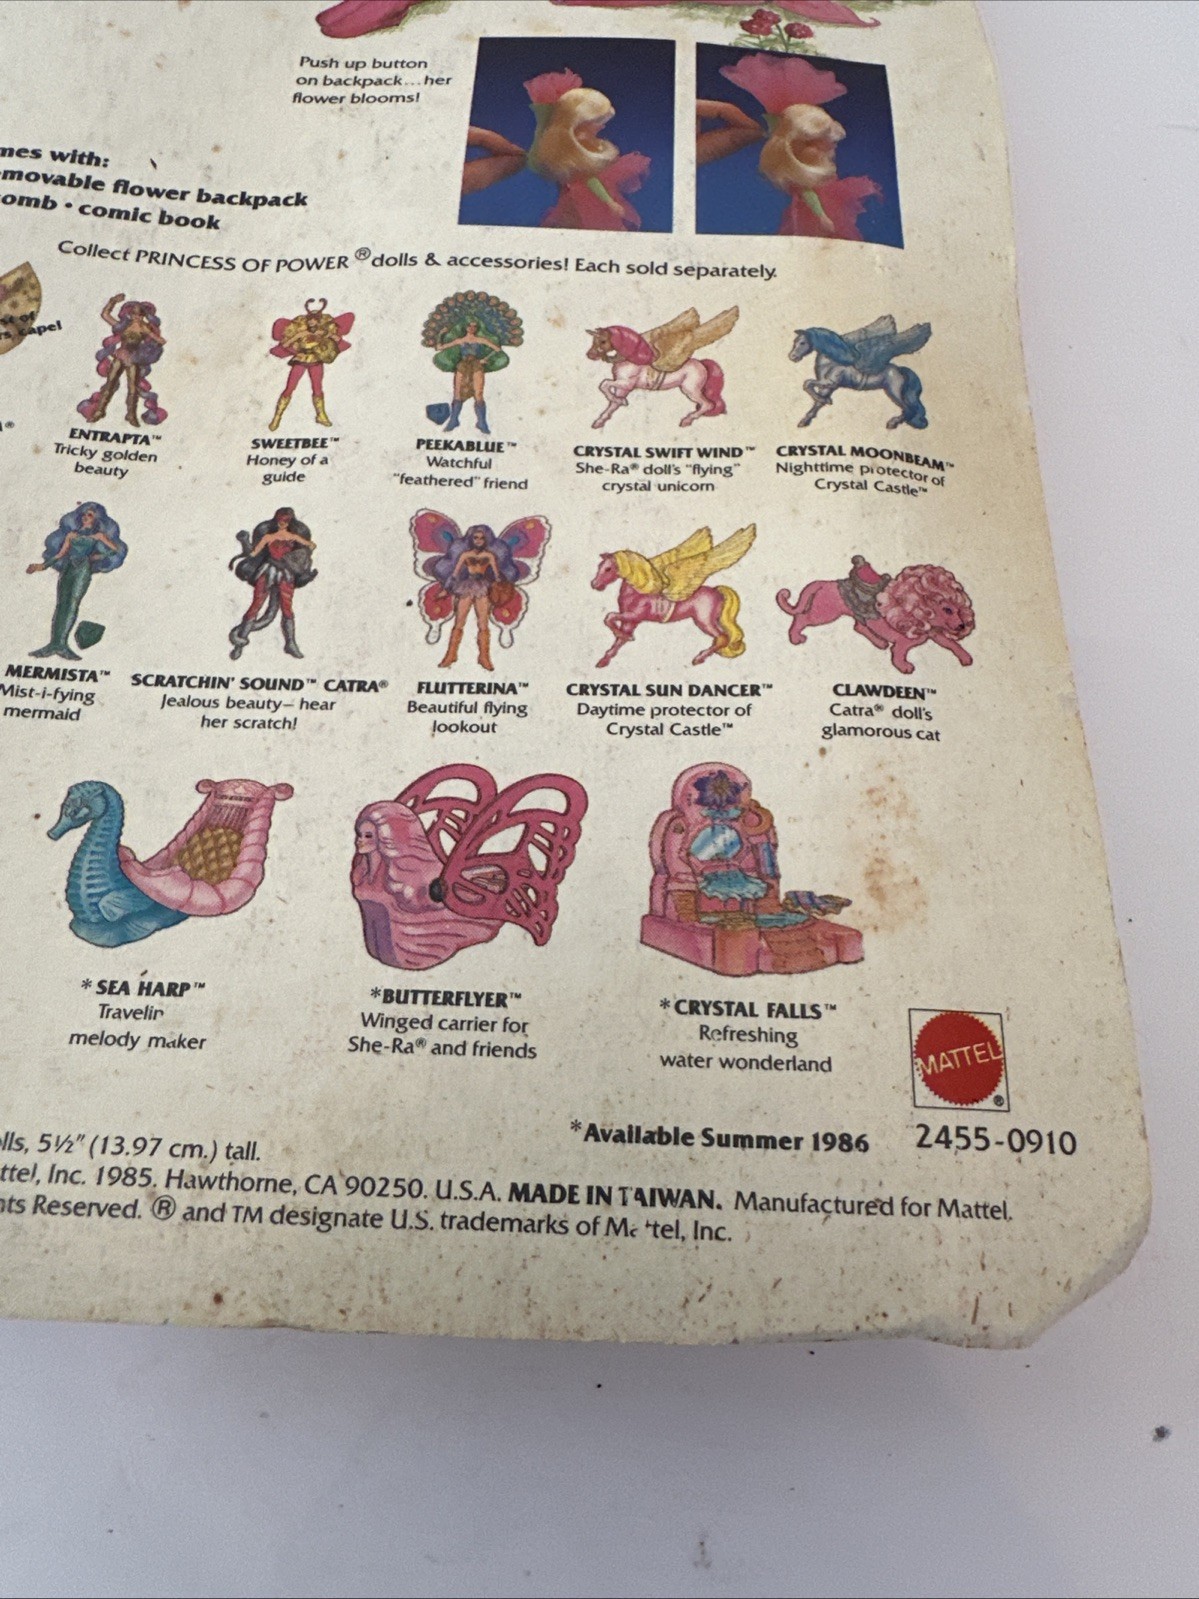 Push up button
on backpack...her
flower blooms!
mes with:
movable flower backpack
omb • comic book
Collect PRINCESS OF POWER® dolls & accessories! Each sold separately.
st of
rs cape!
ENTRAPTA™
Tricky golden
beauty
SWEETBEE™
Honey of a
guide
PEEKABLUE™
Watchful
"feathered" friend
CRYSTAL SWIFT WIND™
She-Ra® doll's "flying"
crystal unicorn
CRYSTAL MOONBEAM™
Nighttime protector of
Crystal Castle™
MERMISTA™
Mist-i-fying
mermaid
SCRATCHIN' SOUND™ CATRA®
Jealous beauty– hear
her scratch!
FLUTTERINA™
Beautiful flying
lookout
CRYSTAL SUN DANCER™
Daytime protector of
Crystal Castle™
CLAWDEEN™
Catra® doll's
glamorous cat
*SEA HARP™
Travelin
melody maker
*BUTTERFLYER™
Winged carrier for
She-Ra® and friends
*CRYSTAL FALLS™
Refreshing
water wonderland
MATTEL®
*Available Summer 1986
2455-0910
lls, 5½" (13.97 cm.) tall.
ttel, Inc. 1985. Hawthorne, CA 90250. U.S.A. MADE IN TAIWAN. Manufactured for Mattel.
nts Reserved. ® and TM designate U.S. trademarks of Mattel, Inc.